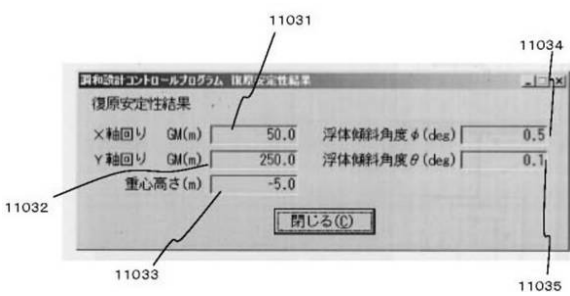 11031
11034
調和設計コントロールプログラム 復原安定性結果
復原安定性結果
X軸回り GM(m) 50.0 浮体傾斜角度φ(deg) 0.5
Y軸回り GM(m) 250.0 浮体傾斜角度θ(deg) 0.1
重心高さ(m) -5.0
11032
閉じる(C)
11033
11035